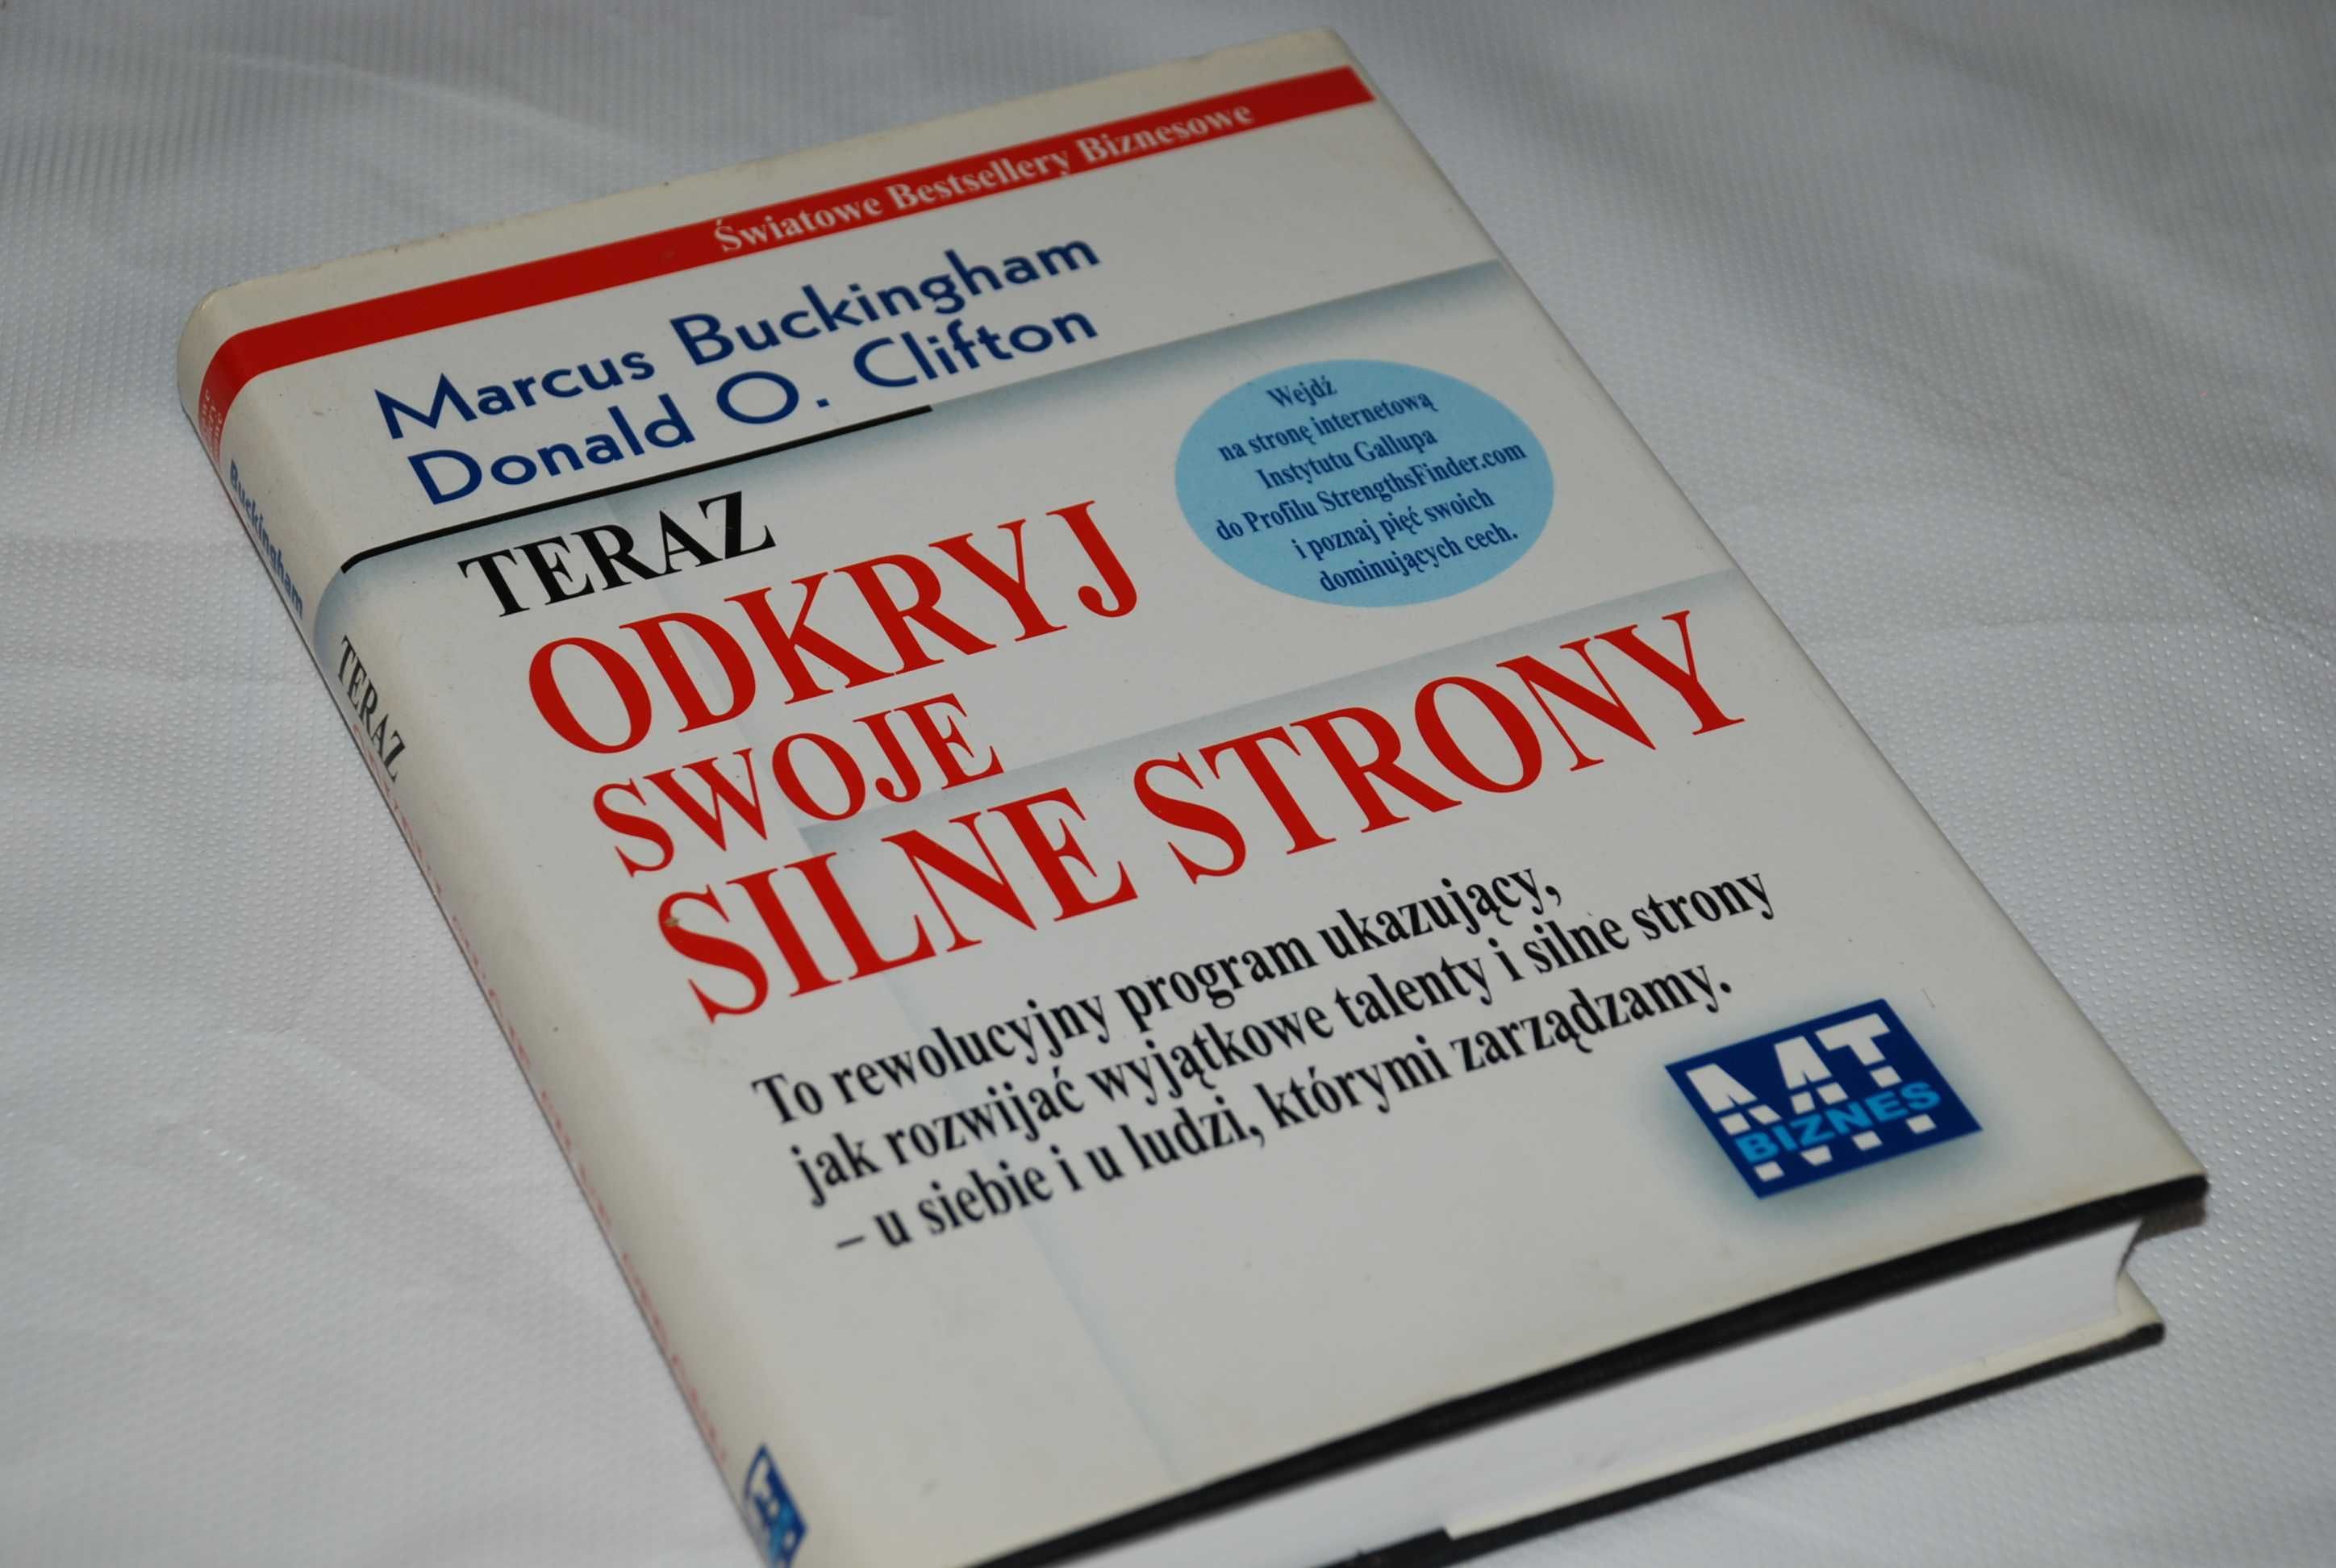 Światowe Bestsellery Biznesowe
Marcus Buckingham
Donald O. Clifton
Wejdź
na stronę internetową
Instytutu Gallupa
do Profilu StrengthsFinder.com
i poznaj pięć swoich
dominujących cech.
TERAZ
ODKRYJ
SWOJE
SILNE STRONY
To rewolucyjny program ukazujący,
jak rozwijać wyjątkowe talenty i silne strony
– u siebie i u ludzi, którymi zarządzamy.
MT
BIZNES
Buckingham
TERAZ